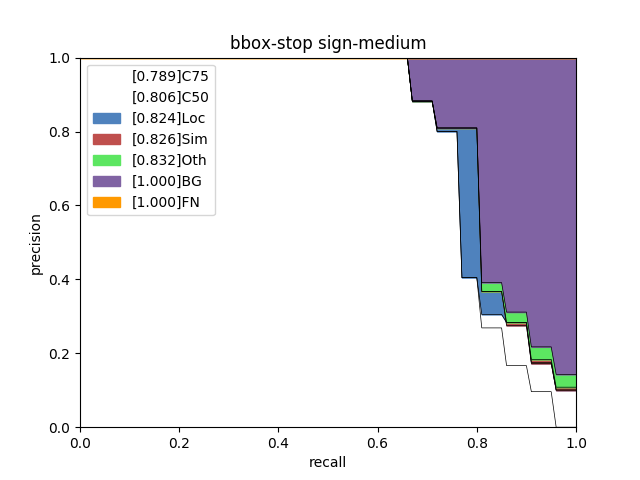 bbox-stop sign-medium
1.0
0.8
0.6
0.4
0.2
0.0
precision
[0.789]C75
[0.806]C50
[0.824]Loc
[0.826]Sim
[0.832]Oth
[1.000]BG
[1.000]FN
0.0 0.2 0.4 0.6 0.8 1.0
recall